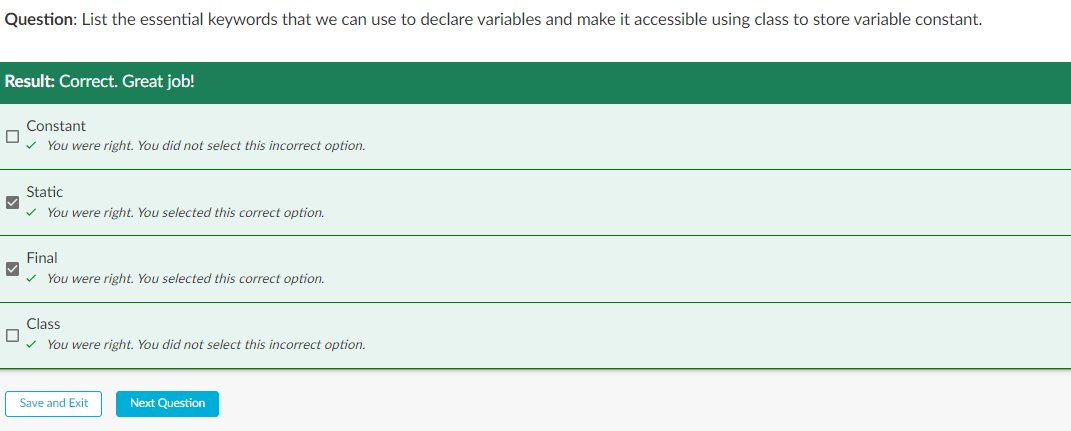 Question: List the essential keywords that we can use to declare variables and make it accessible using class to store variable constant.
Result: Correct. Great job!
Constant
You were right. You did not select this incorrect option.
Static
You were right. You selected this correct option.
Final
You were right. You selected this correct option.
Class
You were right. You did not select this incorrect option.
Save and Exit
Next Question